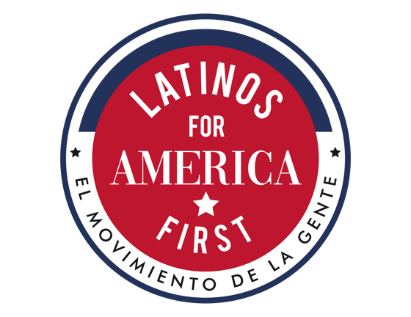 LATINOS
FOR
AMERICA
FIRST
EL MOVIMIENTO DE LA GENTE